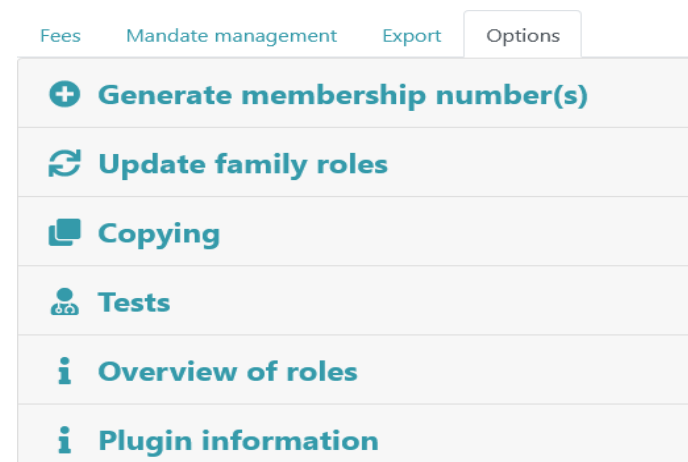 Fees Mandate management Export Options
Generate membership number(s)
Update family roles
Copying
Tests
Overview of roles
Plugin information